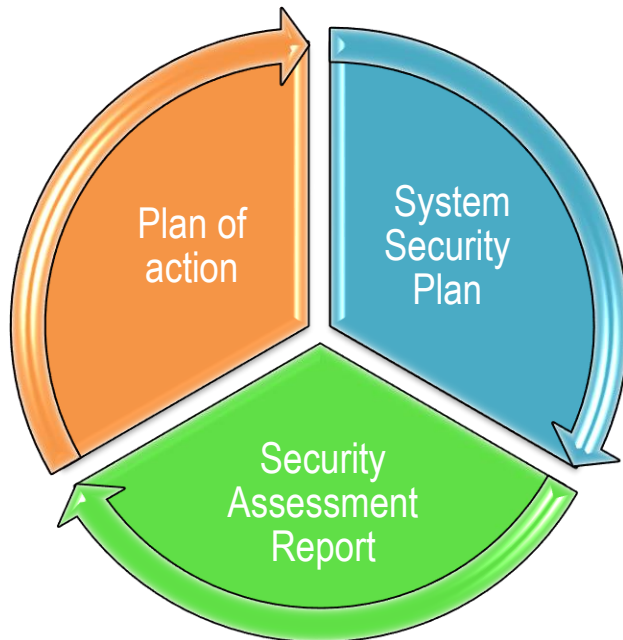 Plan of
action
System
Security
Plan
Security
Assessment
Report